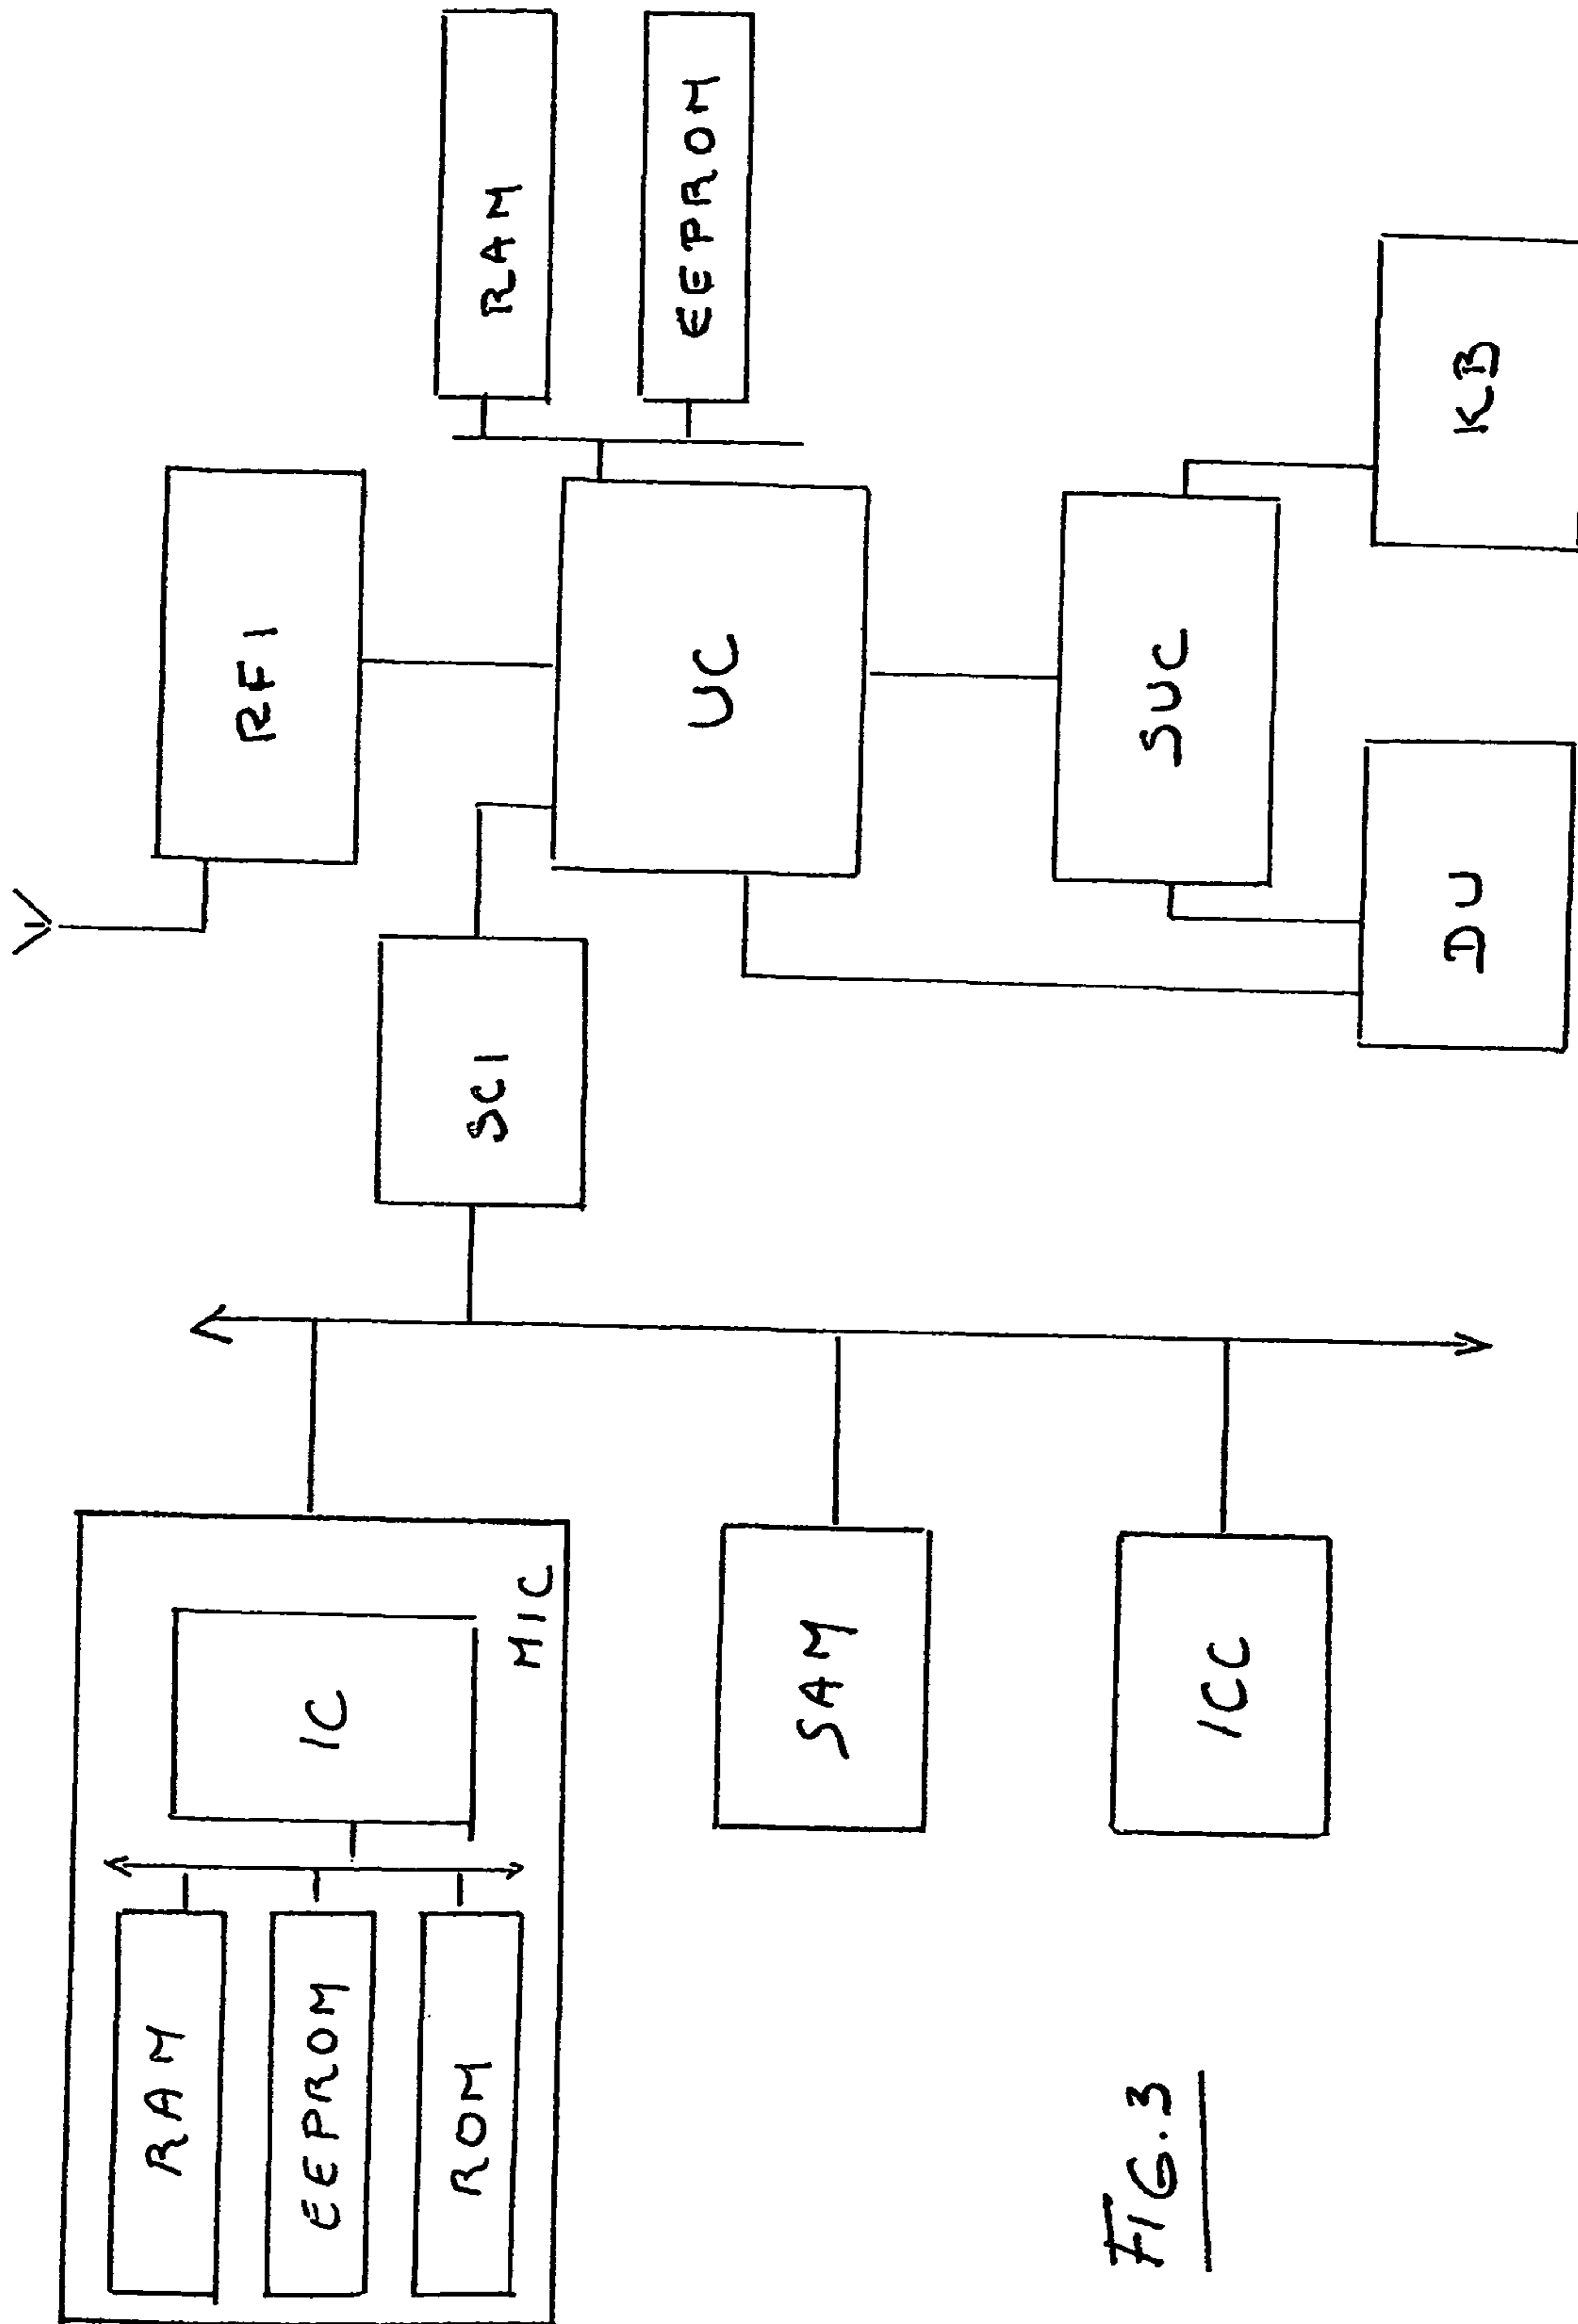 RAM
EEPROM
ROM
IC
MIC
SAM
ICC
SCI
RFI
UC
SUC
DU
KB
RAM
EEPROM
FIG.3